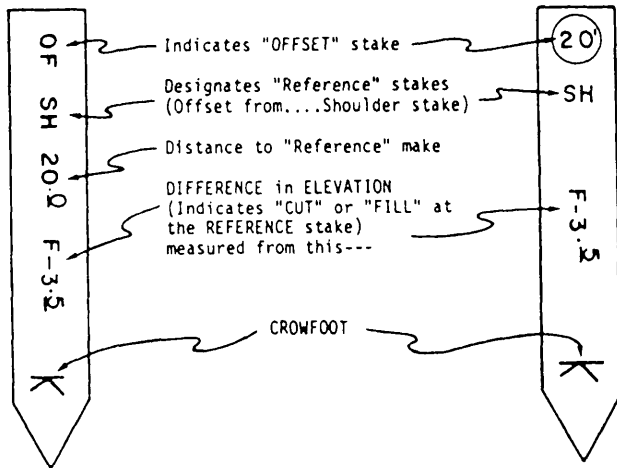 OF
SH
20.0
F-3.5
Indicates "OFFSET" stake
Designates "Reference" stakes
(Offset from....Shoulder stake)
Distance to "Reference" make
DIFFERENCE in ELEVATION
(Indicates "CUT" or "FILL" at
the REFERENCE stake)
measured from this---
CROWFOOT
20'
SH
F-3.5